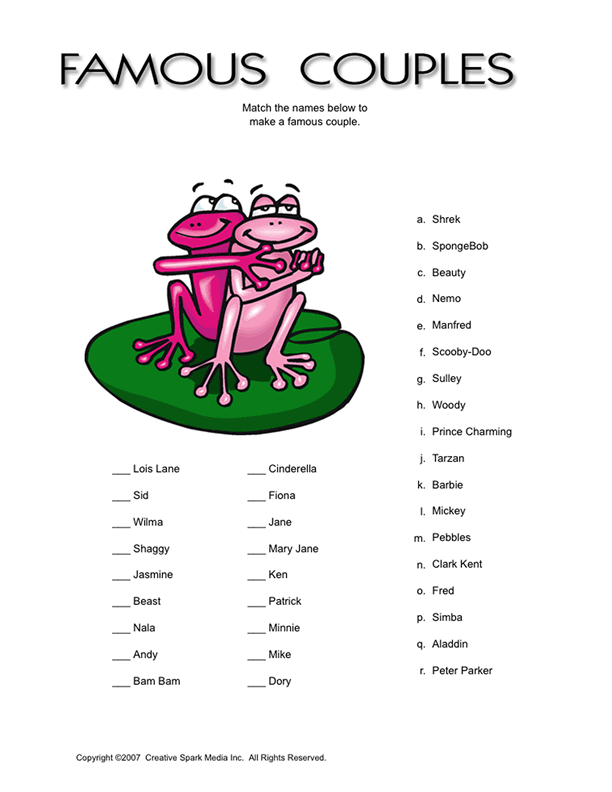 FAMOUS COUPLES
Match the names below to
make a famous couple.
a. Shrek
b. SpongeBob
c. Beauty
d. Nemo
e. Manfred
f. Scooby-Doo
g. Sulley
h. Woody
i. Prince Charming
j. Tarzan
k. Barbie
l. Mickey
m. Pebbles
n. Clark Kent
o. Fred
p. Simba
q. Aladdin
r. Peter Parker
___ Lois Lane
___ Sid
___ Wilma
___ Shaggy
___ Jasmine
___ Beast
___ Nala
___ Andy
___ Bam Bam
___ Cinderella
___ Fiona
___ Jane
___ Mary Jane
___ Ken
___ Patrick
___ Minnie
___ Mike
___ Dory
Copyright ©2007 Creative Spark Media Inc. All Rights Reserved.